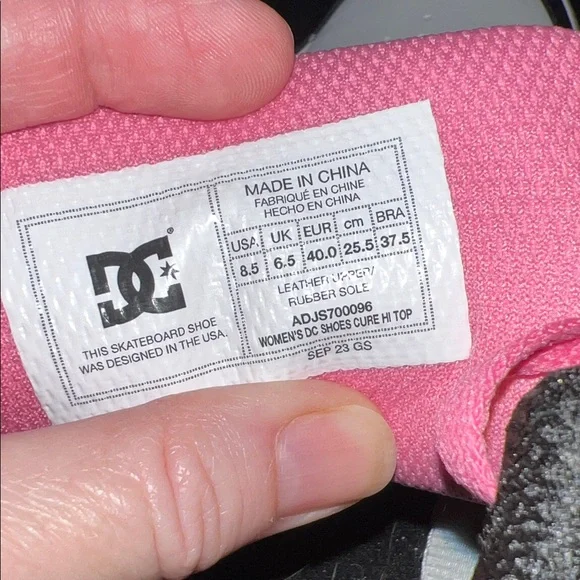 DC®
THIS SKATEBOARD SHOE
WAS DESIGNED IN THE USA.
MADE IN CHINA
FABRIQUÉ EN CHINE
HECHO EN CHINA
USA UK EUR cm BRA
8.5 6.5 40.0 25.5 37.5
LEATHER UPPER/
RUBBER SOLE
ADJS700096
WOMEN'S DC SHOES CURE HI TOP
SEP 23 GS